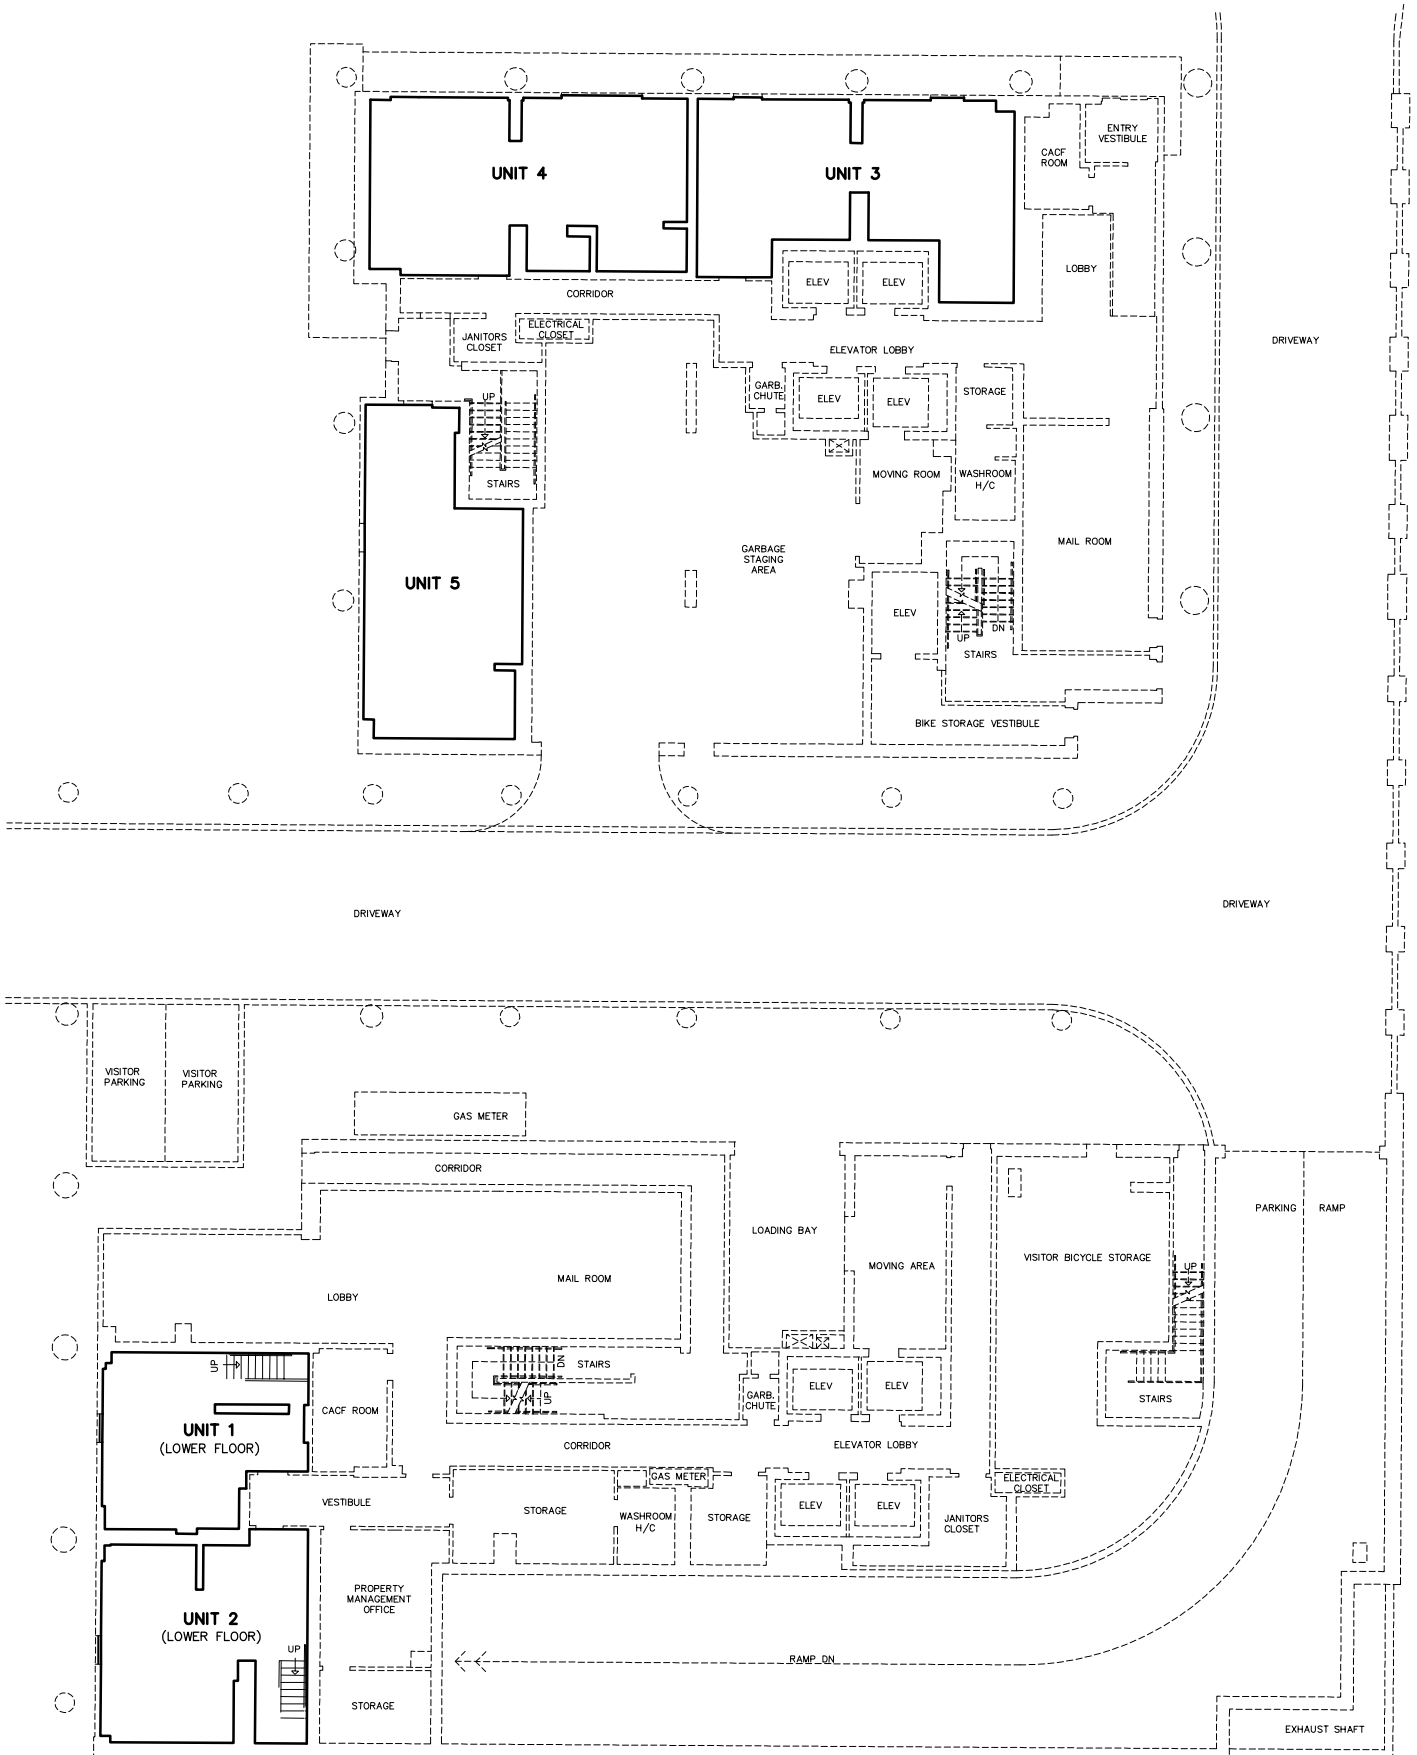 ENTRY
VESTIBULE
CACF
ROOM
UNIT 4
UNIT 3
LOBBY
ELEV
ELEV
CORRIDOR
ELECTRICAL
CLOSET
JANITORS
CLOSET
DRIVEWAY
ELEVATOR LOBBY
GARB.
CHUTE
ELEV
ELEV
STORAGE
UP
MOVING ROOM
WASHROOM
H/C
STAIRS
MAIL ROOM
GARBAGE
STAGING
AREA
UNIT 5
ELEV
UP
DN
STAIRS
BIKE STORAGE VESTIBULE
DRIVEWAY
DRIVEWAY
VISITOR
PARKING
VISITOR
PARKING
GAS METER
CORRIDOR
LOADING BAY
PARKING
RAMP
MOVING AREA
VISITOR BICYCLE STORAGE
UP
MAIL ROOM
LOBBY
UP
DN
STAIRS
UP
ELEV
ELEV
GARB.
CHUTE
STAIRS
CACF ROOM
UNIT 1
(LOWER FLOOR)
CORRIDOR
ELEVATOR LOBBY
GAS METER
ELECTRICAL
CLOSET
VESTIBULE
STORAGE
WASHROOM
H/C
STORAGE
ELEV
ELEV
JANITORS
CLOSET
PROPERTY
MANAGEMENT
OFFICE
UNIT 2
(LOWER FLOOR)
UP
RAMP DN
STORAGE
EXHAUST SHAFT